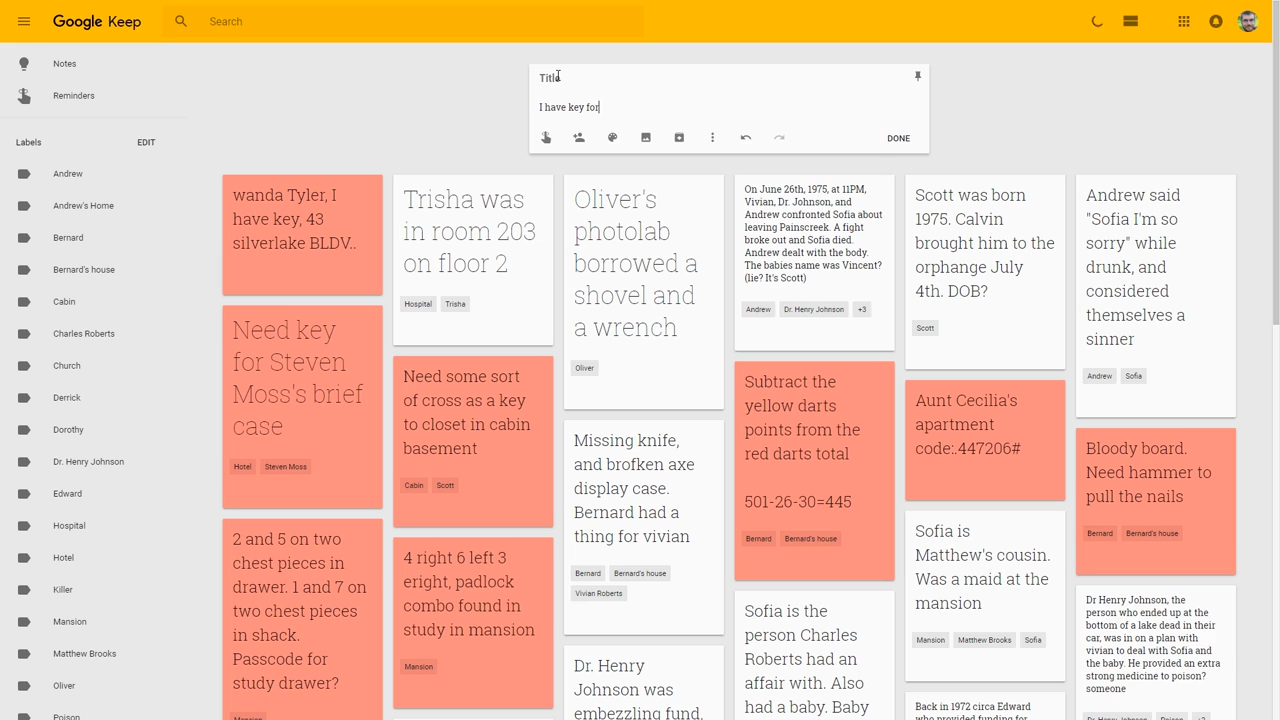 Google Keep
Search
Notes
Reminders
Labels
EDIT
Andrew
Andrew's Home
Bernard
Bernard's house
Cabin
Charles Roberts
Church
Derrick
Dorothy
Dr. Henry Johnson
Edward
Hospital
Hotel
Killer
Mansion
Matthew Brooks
Oliver
Poison
Title
I have key for
DONE
wanda Tyler, I
have key, 43
silverlake BLDV..
Need key
for Steven
Moss's brief
case
Hotel
Steven Moss
2 and 5 on two
chest pieces in
drawer. 1 and 7 on
two chest pieces
in shack.
Passcode for
study drawer?
Mansion
Trisha was
in room 203
on floor 2
Hospital
Trisha
Need some sort
of cross as a key
to closet in cabin
basement
Cabin
Scott
4 right 6 left 3
eright, padlock
combo found in
study in mansion
Mansion
Oliver's
photolab
borrowed a
shovel and
a wrench
Oliver
Missing knife,
and brofken axe
display case.
Bernard had a
thing for vivian
Bernard
Bernard's house
Vivian Roberts
Dr. Henry
Johnson was
embezzling fund.
On June 26th, 1975, at 11PM,
Vivian, Dr. Johnson, and
Andrew confronted Sofia about
leaving Painscreek. A fight
broke out and Sofia died.
Andrew dealt with the body.
The babies name was Vincent?
(lie? It's Scott)
Andrew
Dr. Henry Johnson
+3
Subtract the
yellow darts
points from the
red darts total
501-26-30=445
Bernard
Bernard's house
Sofia is the
person Charles
Roberts had an
affair with. Also
had a baby. Baby
Scott was born
1975. Calvin
brought him to the
orphange July
4th. DOB?
Scott
Aunt Cecilia's
apartment
code:.447206#
Sofia is
Matthew's cousin.
Was a maid at the
mansion
Mansion
Matthew Brooks
Sofia
Back in 1972 circa Edward
who provided funding for
Andrew said
"Sofia I'm so
sorry" while
drunk, and
considered
themselves a
sinner
Andrew
Sofia
Bloody board.
Need hammer to
pull the nails
Bernard
Bernard's house
Dr Henry Johnson, the
person who ended up at the
bottom of a lake dead in their
car, was in on a plan with
vivian to deal with Sofia and
the baby. He provided an extra
strong medicine to poison?
someone
Dr. Henry Johnson
Poison
+2